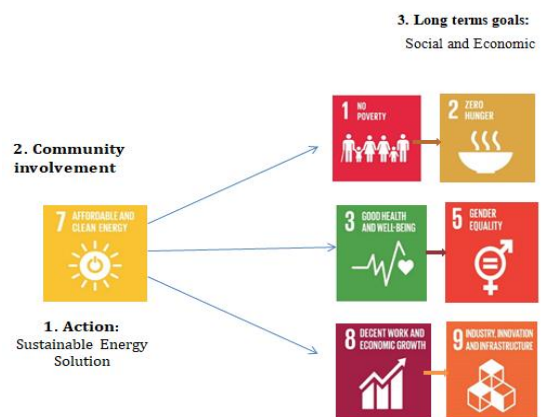 3. Long terms goals:
Social and Economic
1 NO
POVERTY
2 ZERO
HUNGER
2. Community
involvement
7 AFFORDABLE AND
CLEAN ENERGY
3 GOOD HEALTH
AND WELL-BEING
5 GENDER
EQUALITY
1. Action:
Sustainable Energy
Solution
8 DECENT WORK AND
ECONOMIC GROWTH
9 INDUSTRY, INNOVATION
AND INFRASTRUCTURE